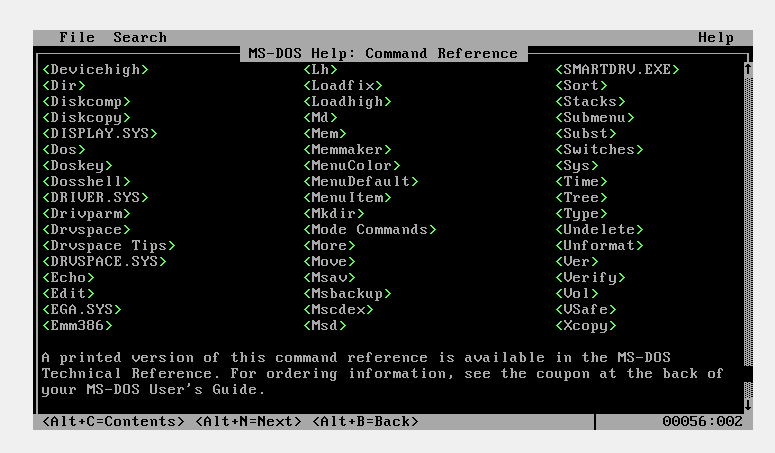 File  Search  Help
MS-DOS Help: Command Reference
<Devicehigh>  <Lh>  <SMARTDRV.EXE>
<Dir>  <Loadfix>  <Sort>
<Diskcomp>  <Loadhigh>  <Stacks>
<Diskcopy>  <Md>  <Submenu>
<DISPLAY.SYS>  <Mem>  <Subst>
<Dos>  <Memmaker>  <Switches>
<Doskey>  <MenuColor>  <Sys>
<Dosshell>  <MenuDefault>  <Time>
<DRIVER.SYS>  <MenuItem>  <Tree>
<Drivparm>  <Mkdir>  <Type>
<Drvspace>  <Mode Commands>  <Undelete>
<Drvspace Tips>  <More>  <Unformat>
<DRVSPACE.SYS>  <Move>  <Ver>
<Echo>  <Msav>  <Verify>
<Edit>  <Msbackup>  <Vol>
<EGA.SYS>  <Mscdex>  <VSafe>
<Emm386>  <Msd>  <Xcopy>
A printed version of this command reference is available in the MS-DOS
Technical Reference. For ordering information, see the coupon at the back of
your MS-DOS User's Guide.
<Alt+C=Contents> <Alt+N=Next> <Alt+B=Back>  00056:002